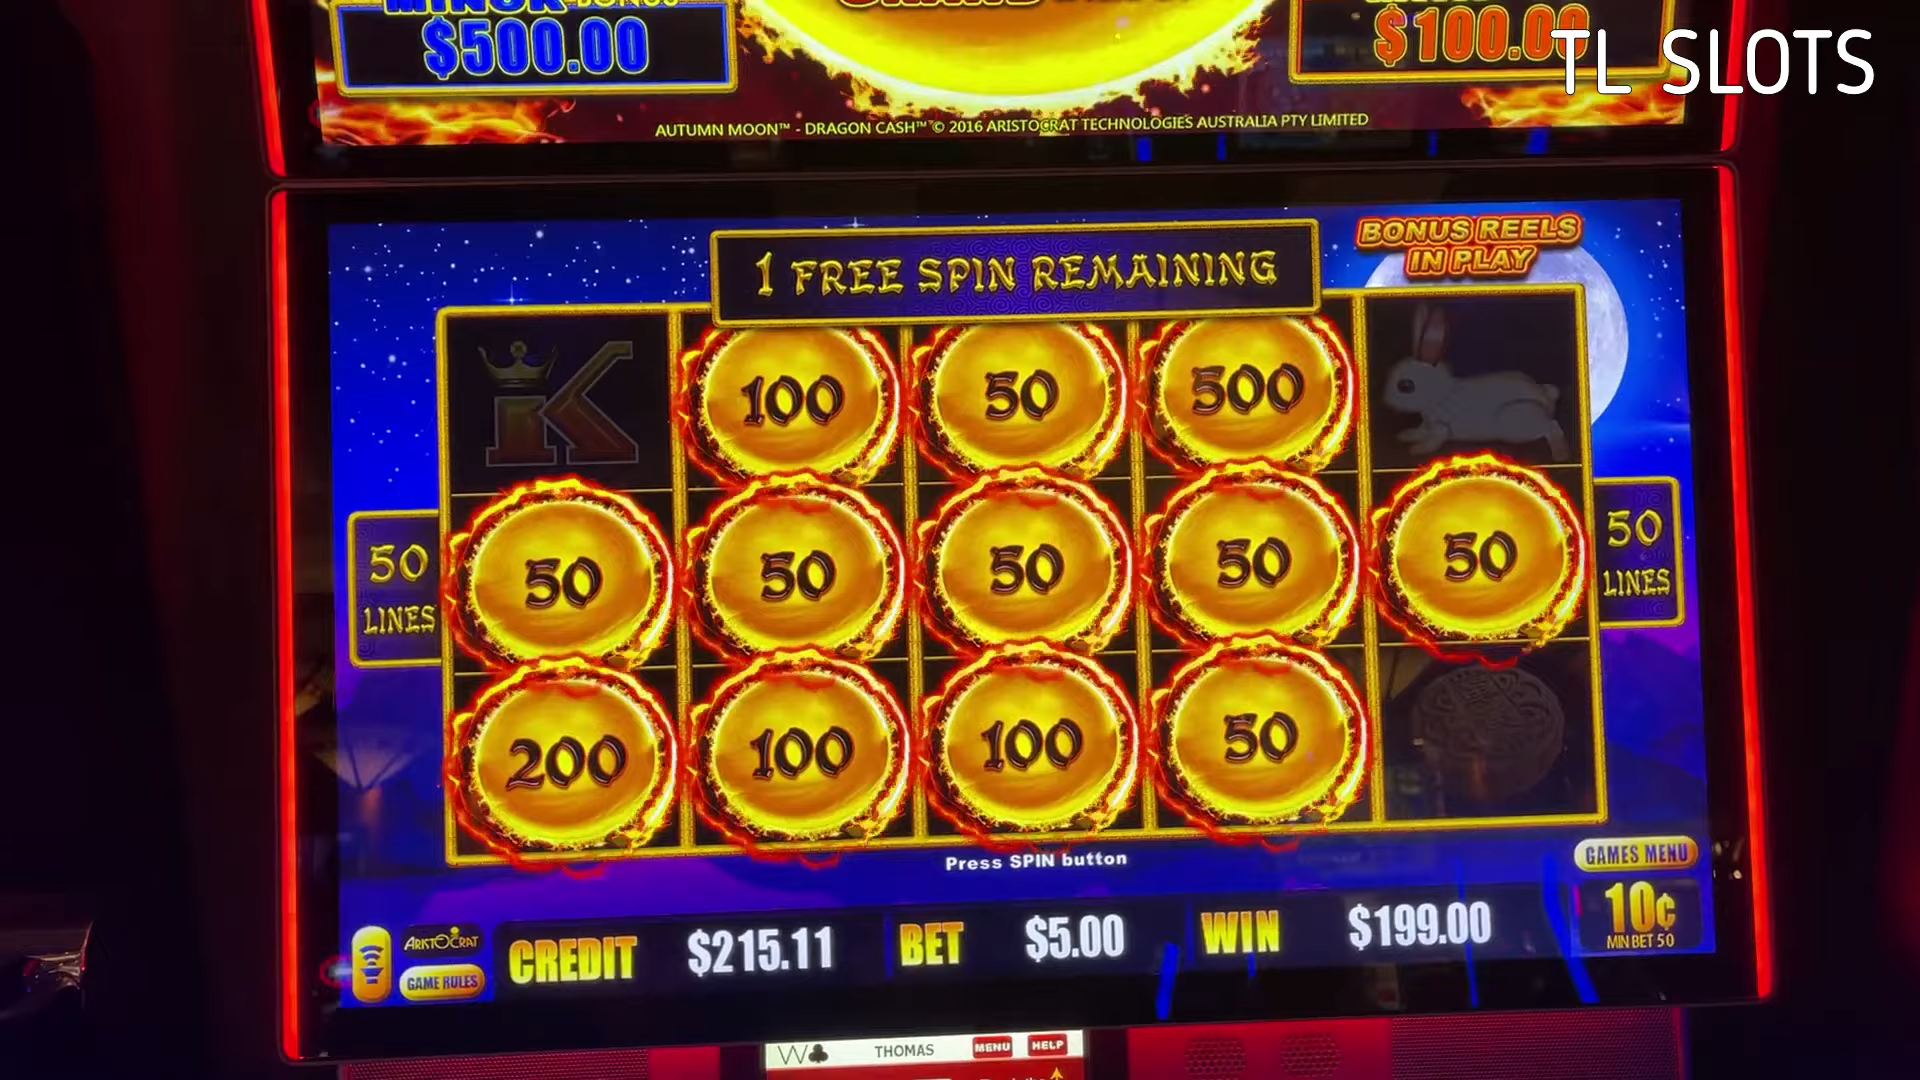 MINOR BONUS
$500.00
$100.00
TL SLOTS
AUTUMN MOON™ - DRAGON CASH™ © 2016 ARISTOCRAT TECHNOLOGIES AUSTRALIA PTY LIMITED
1 FREE SPIN REMAINING
BONUS REELS
IN PLAY
K
100
50
500
50
LINES
50
50
50
50
50
50
LINES
200
100
100
50
Press SPIN button
GAMES MENU
ARISTOCRAT
GAME RULES
CREDIT $215.11
BET $5.00
WIN $199.00
10¢
MIN BET 50
W♣ THOMAS MENU HELP